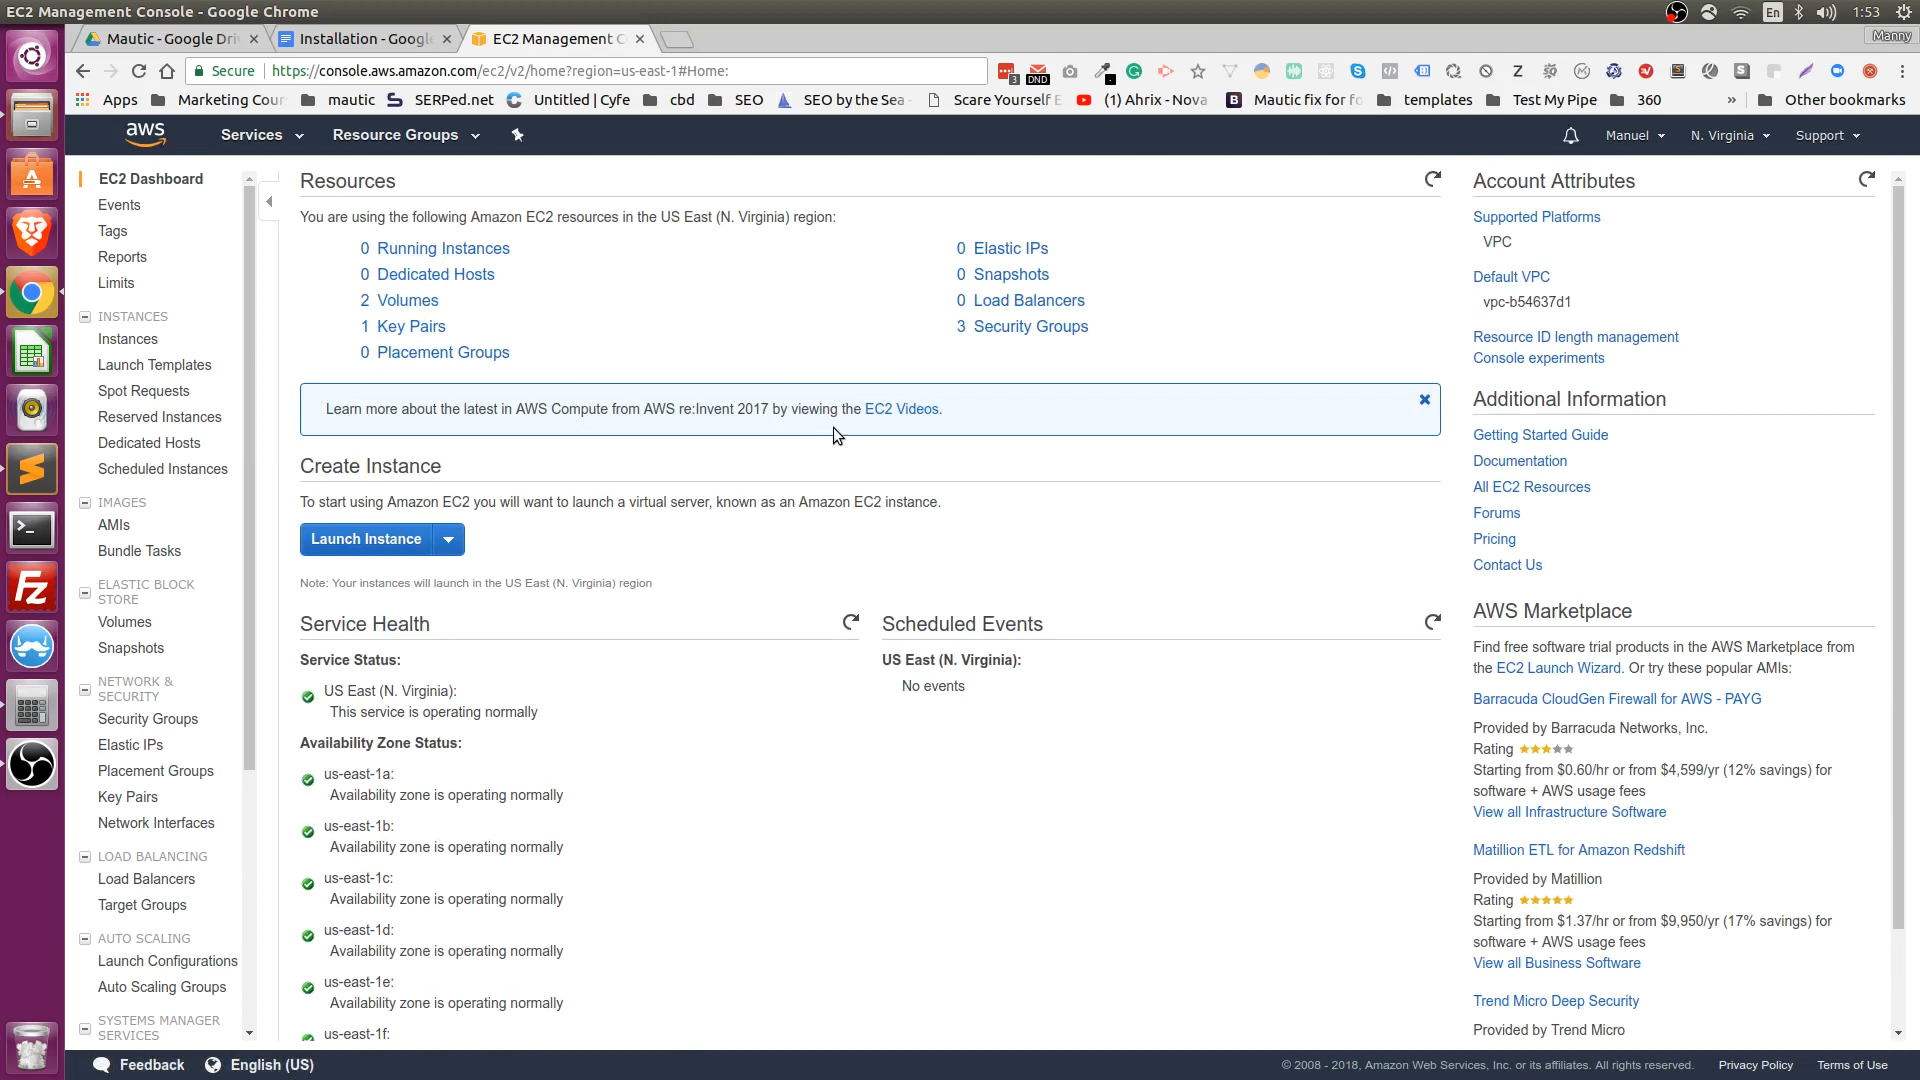 EC2 Management Console - Google Chrome
En
1:53
Mautic - Google Dri
Installation - Google
EC2 Management C
Manny
Secure
https://console.aws.amazon.com/ec2/v2/home?region=us-east-1#Home:
3
DND
Apps
Marketing Cour
mautic
SERPed.net
Untitled | Cyfe
cbd
SEO
SEO by the Sea
Scare Yourself E
(1) Ahrix - Nova
Mautic fix for fo
templates
Test My Pipe
360
»
Other bookmarks
aws
Services
Resource Groups
Manuel
N. Virginia
Support
EC2 Dashboard
Events
Tags
Reports
Limits
INSTANCES
Instances
Launch Templates
Spot Requests
Reserved Instances
Dedicated Hosts
Scheduled Instances
IMAGES
AMIs
Bundle Tasks
ELASTIC BLOCK
STORE
Volumes
Snapshots
NETWORK &
SECURITY
Security Groups
Elastic IPs
Placement Groups
Key Pairs
Network Interfaces
LOAD BALANCING
Load Balancers
Target Groups
AUTO SCALING
Launch Configurations
Auto Scaling Groups
SYSTEMS MANAGER
SERVICES
Resources
You are using the following Amazon EC2 resources in the US East (N. Virginia) region:
0 Running Instances
0 Elastic IPs
0 Dedicated Hosts
0 Snapshots
2 Volumes
0 Load Balancers
1 Key Pairs
3 Security Groups
0 Placement Groups
Learn more about the latest in AWS Compute from AWS re:Invent 2017 by viewing the EC2 Videos.
Create Instance
To start using Amazon EC2 you will want to launch a virtual server, known as an Amazon EC2 instance.
Launch Instance
Note: Your instances will launch in the US East (N. Virginia) region
Service Health
Service Status:
US East (N. Virginia):
This service is operating normally
Availability Zone Status:
us-east-1a:
Availability zone is operating normally
us-east-1b:
Availability zone is operating normally
us-east-1c:
Availability zone is operating normally
us-east-1d:
Availability zone is operating normally
us-east-1e:
Availability zone is operating normally
us-east-1f:
Scheduled Events
US East (N. Virginia):
No events
Account Attributes
Supported Platforms
VPC
Default VPC
vpc-b54637d1
Resource ID length management
Console experiments
Additional Information
Getting Started Guide
Documentation
All EC2 Resources
Forums
Pricing
Contact Us
AWS Marketplace
Find free software trial products in the AWS Marketplace from
the EC2 Launch Wizard. Or try these popular AMIs:
Barracuda CloudGen Firewall for AWS - PAYG
Provided by Barracuda Networks, Inc.
Rating
Starting from $0.60/hr or from $4,599/yr (12% savings) for
software + AWS usage fees
View all Infrastructure Software
Matillion ETL for Amazon Redshift
Provided by Matillion
Rating
Starting from $1.37/hr or from $9,950/yr (17% savings) for
software + AWS usage fees
View all Business Software
Trend Micro Deep Security
Provided by Trend Micro
Feedback
English (US)
© 2008 - 2018, Amazon Web Services, Inc. or its affiliates. All rights reserved.
Privacy Policy
Terms of Use